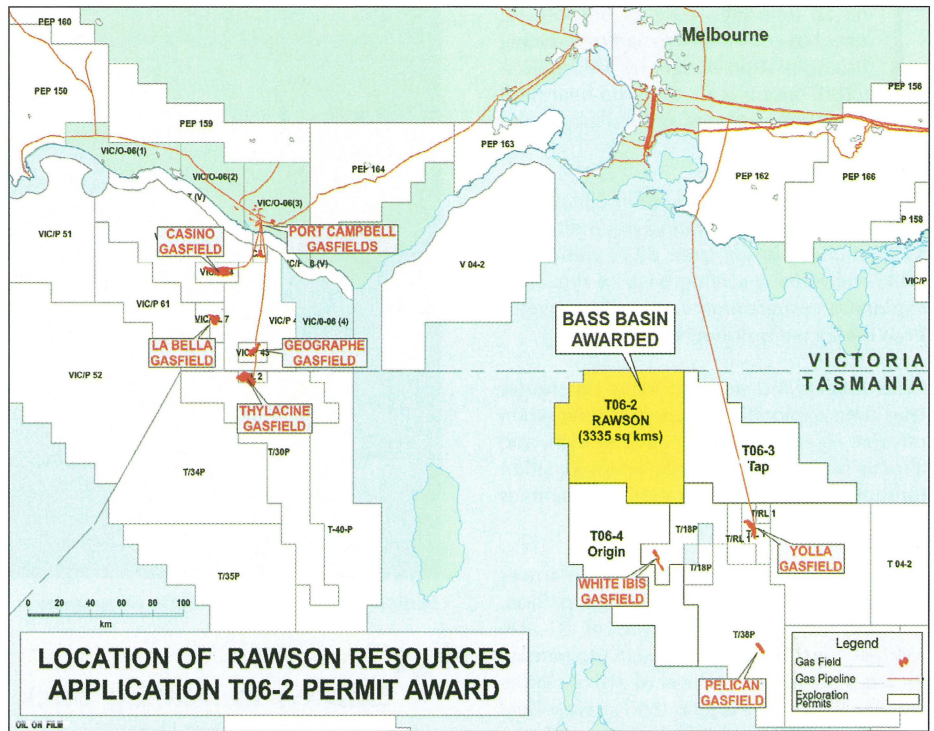 PEP 160
Melbourne
PEP 150
PEP 156
PEP 159
PEP 163
VIC/O-06(1)
PEP 164
VIC/O-06(2)
PEP 162
PEP 166
(V)
VIC/O-06(3)
P 158
VIC/P 51
CASINO
GASFIELD
PORT CAMPBELL
GASFIELDS
V 04-2
VIC/P
VIC/P 61
LA BELLA
GASFIELD
VIC/P 4
VIC/0-06 (4)
GEOGRAPHE
GASFIELD
BASS BASIN
AWARDED
VICTORIA
TASMANIA
VIC/P 52
THYLACINE
GASFIELD
T06-2
RAWSON
(3335 sq kms)
T06-3
Tap
T/30P
T/34P
T-40-P
T/RL 1
T06-4
Origin
T/18P
T/RL 1
YOLLA
GASFIELD
T/18P
T 04-2
T/35P
WHITE IBIS
GASFIELD
0 20 40 60 80 100
km
T/38P
PELICAN
GASFIELD
Legend
Gas Field
Gas Pipeline
Exploration
Permits
LOCATION OF RAWSON RESOURCES
APPLICATION T06-2 PERMIT AWARD
OIL ON FILM